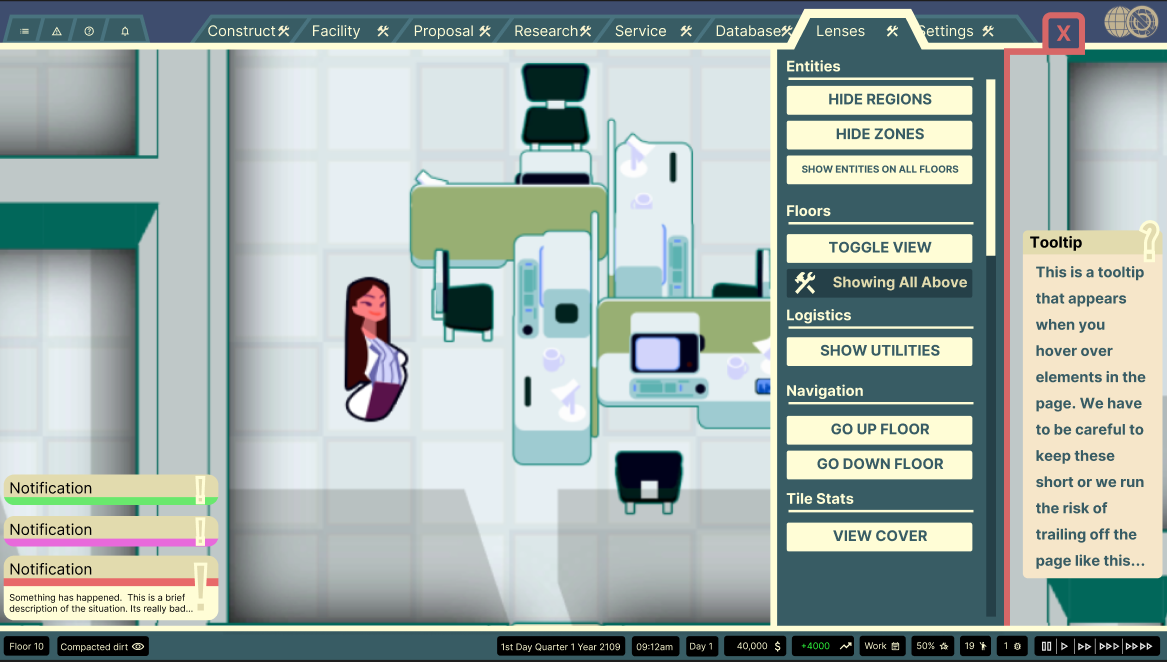 Construct
Facility
Proposal
Research
Service
Database
Lenses
Settings
X
Entities
HIDE REGIONS
HIDE ZONES
SHOW ENTITIES ON ALL FLOORS
Floors
TOGGLE VIEW
Showing All Above
Logistics
SHOW UTILITIES
Navigation
GO UP FLOOR
GO DOWN FLOOR
Tile Stats
VIEW COVER
Tooltip
?
This is a tooltip
that appears
when you
hover over
elements in the
page. We have
to be careful to
keep these
short or we run
the risk of
trailing off the
page like this...
Notification !
Notification !
Notification !
Something has happened. This is a brief
description of the situation. Its really bad...
Floor 10
Compacted dirt
1st Day Quarter 1 Year 2109
09:12am
Day 1
40,000 $
+4000
Work
50%
19
1